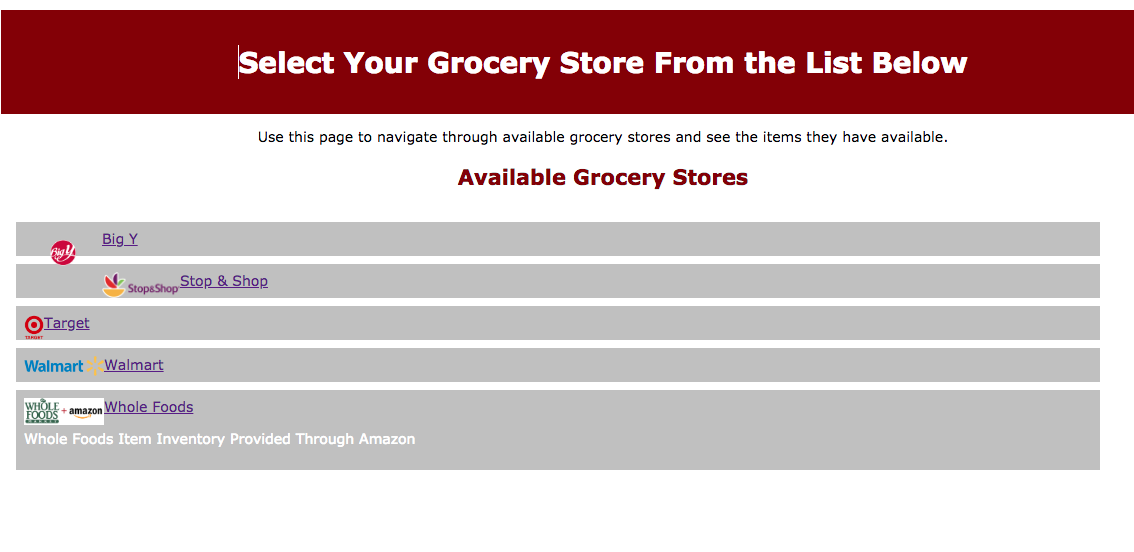 Select Your Grocery Store From the List Below
Use this page to navigate through available grocery stores and see the items they have available.
Available Grocery Stores
Big Y Big Y
Stop&Shop Stop & Shop
TARGET Target
Walmart Walmart
WHOLE FOODS MARKET + amazon Whole Foods
Whole Foods Item Inventory Provided Through Amazon